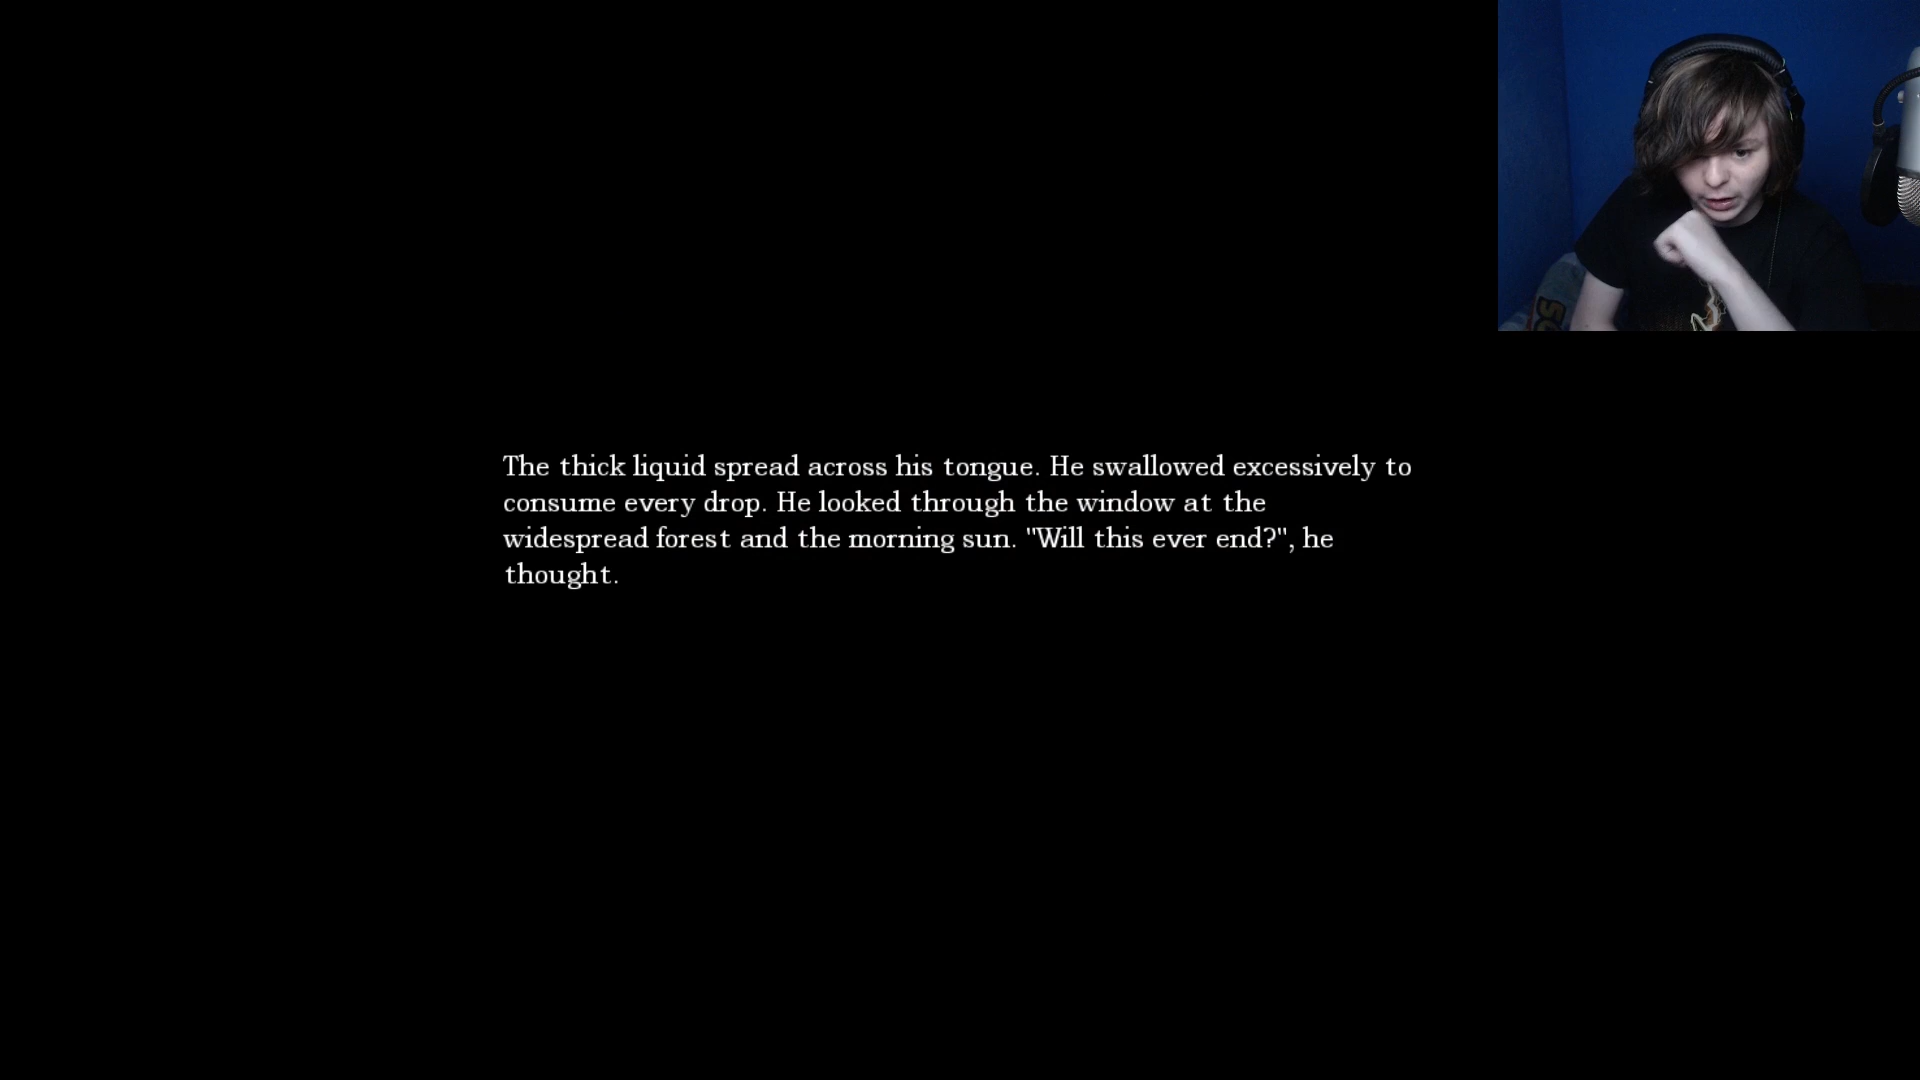 The thick liquid spread across his tongue. He swallowed excessively to
consume every drop. He looked through the window at the
widespread forest and the morning sun. "Will this ever end?", he
thought.